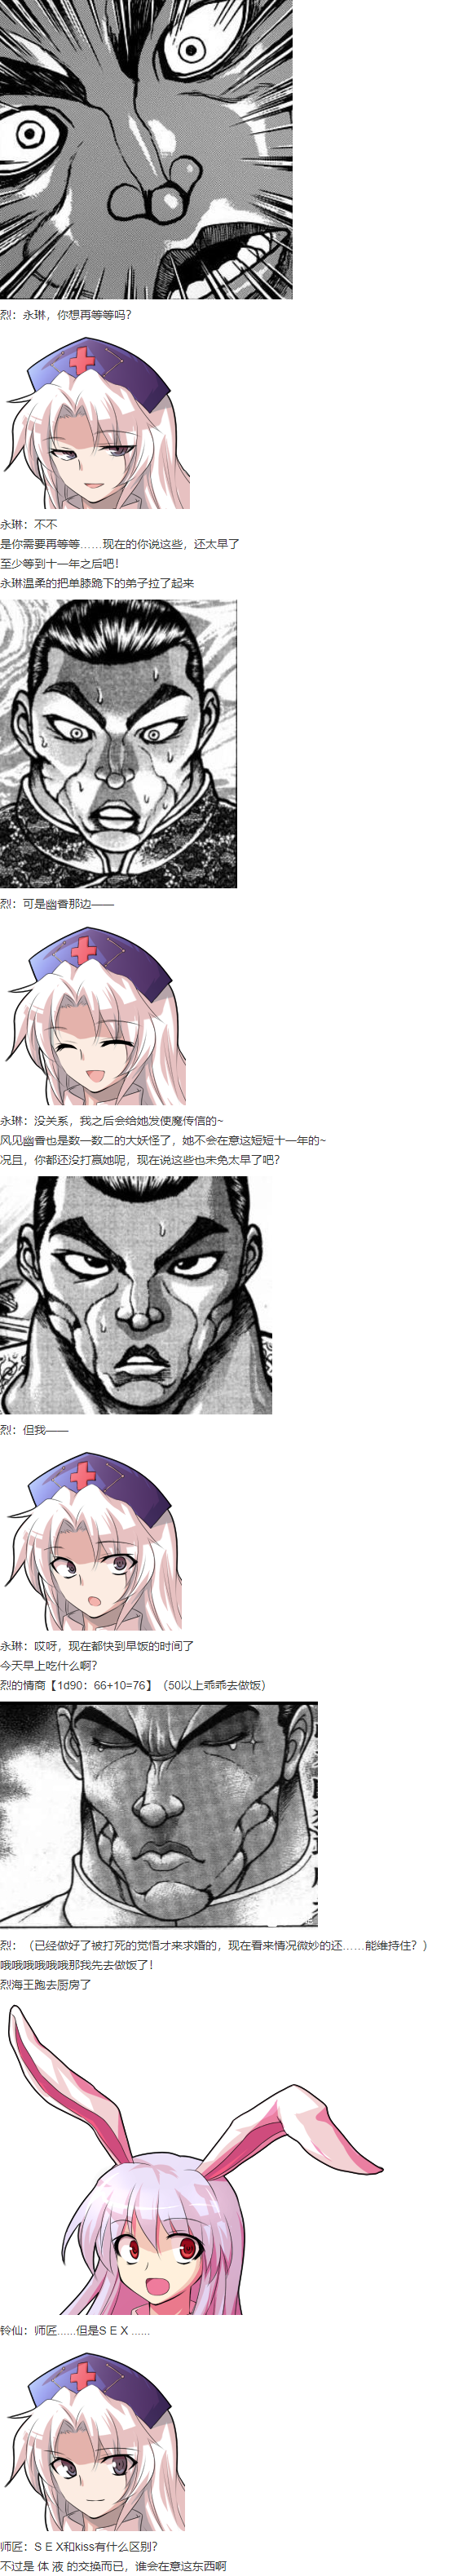 烈：永琳，你想再等等吗？
永琳：不不
是你需要再等等……现在的你说这些，还太早了
至少等到十一年之后吧！
永琳温柔的把单膝跪下的弟子拉了起来
烈：可是幽香那边——
永琳：没关系，我之后会给她发使魔传信的~
风见幽香也是数一数二的大妖怪了，她不会在意这短短十一年的~
况且，你都还没打赢她呢，现在说这些也未免太早了吧？
烈：但我——
永琳：哎呀，现在都快到早饭的时间了
今天早上吃什么啊？
烈的情商【1d90：66+10=76】（50以上乖乖去做饭）
烈：（已经做好了被打死的觉悟才来求婚的，现在看来情况微妙的还……能维持住？）
哦哦哦哦哦哦那我先去做饭了！
烈海王跑去厨房了
铃仙：师匠......但是S E X ......
师匠：S E X和kiss有什么区别？
不过是 体 液 的交换而已，谁会在意这东西啊